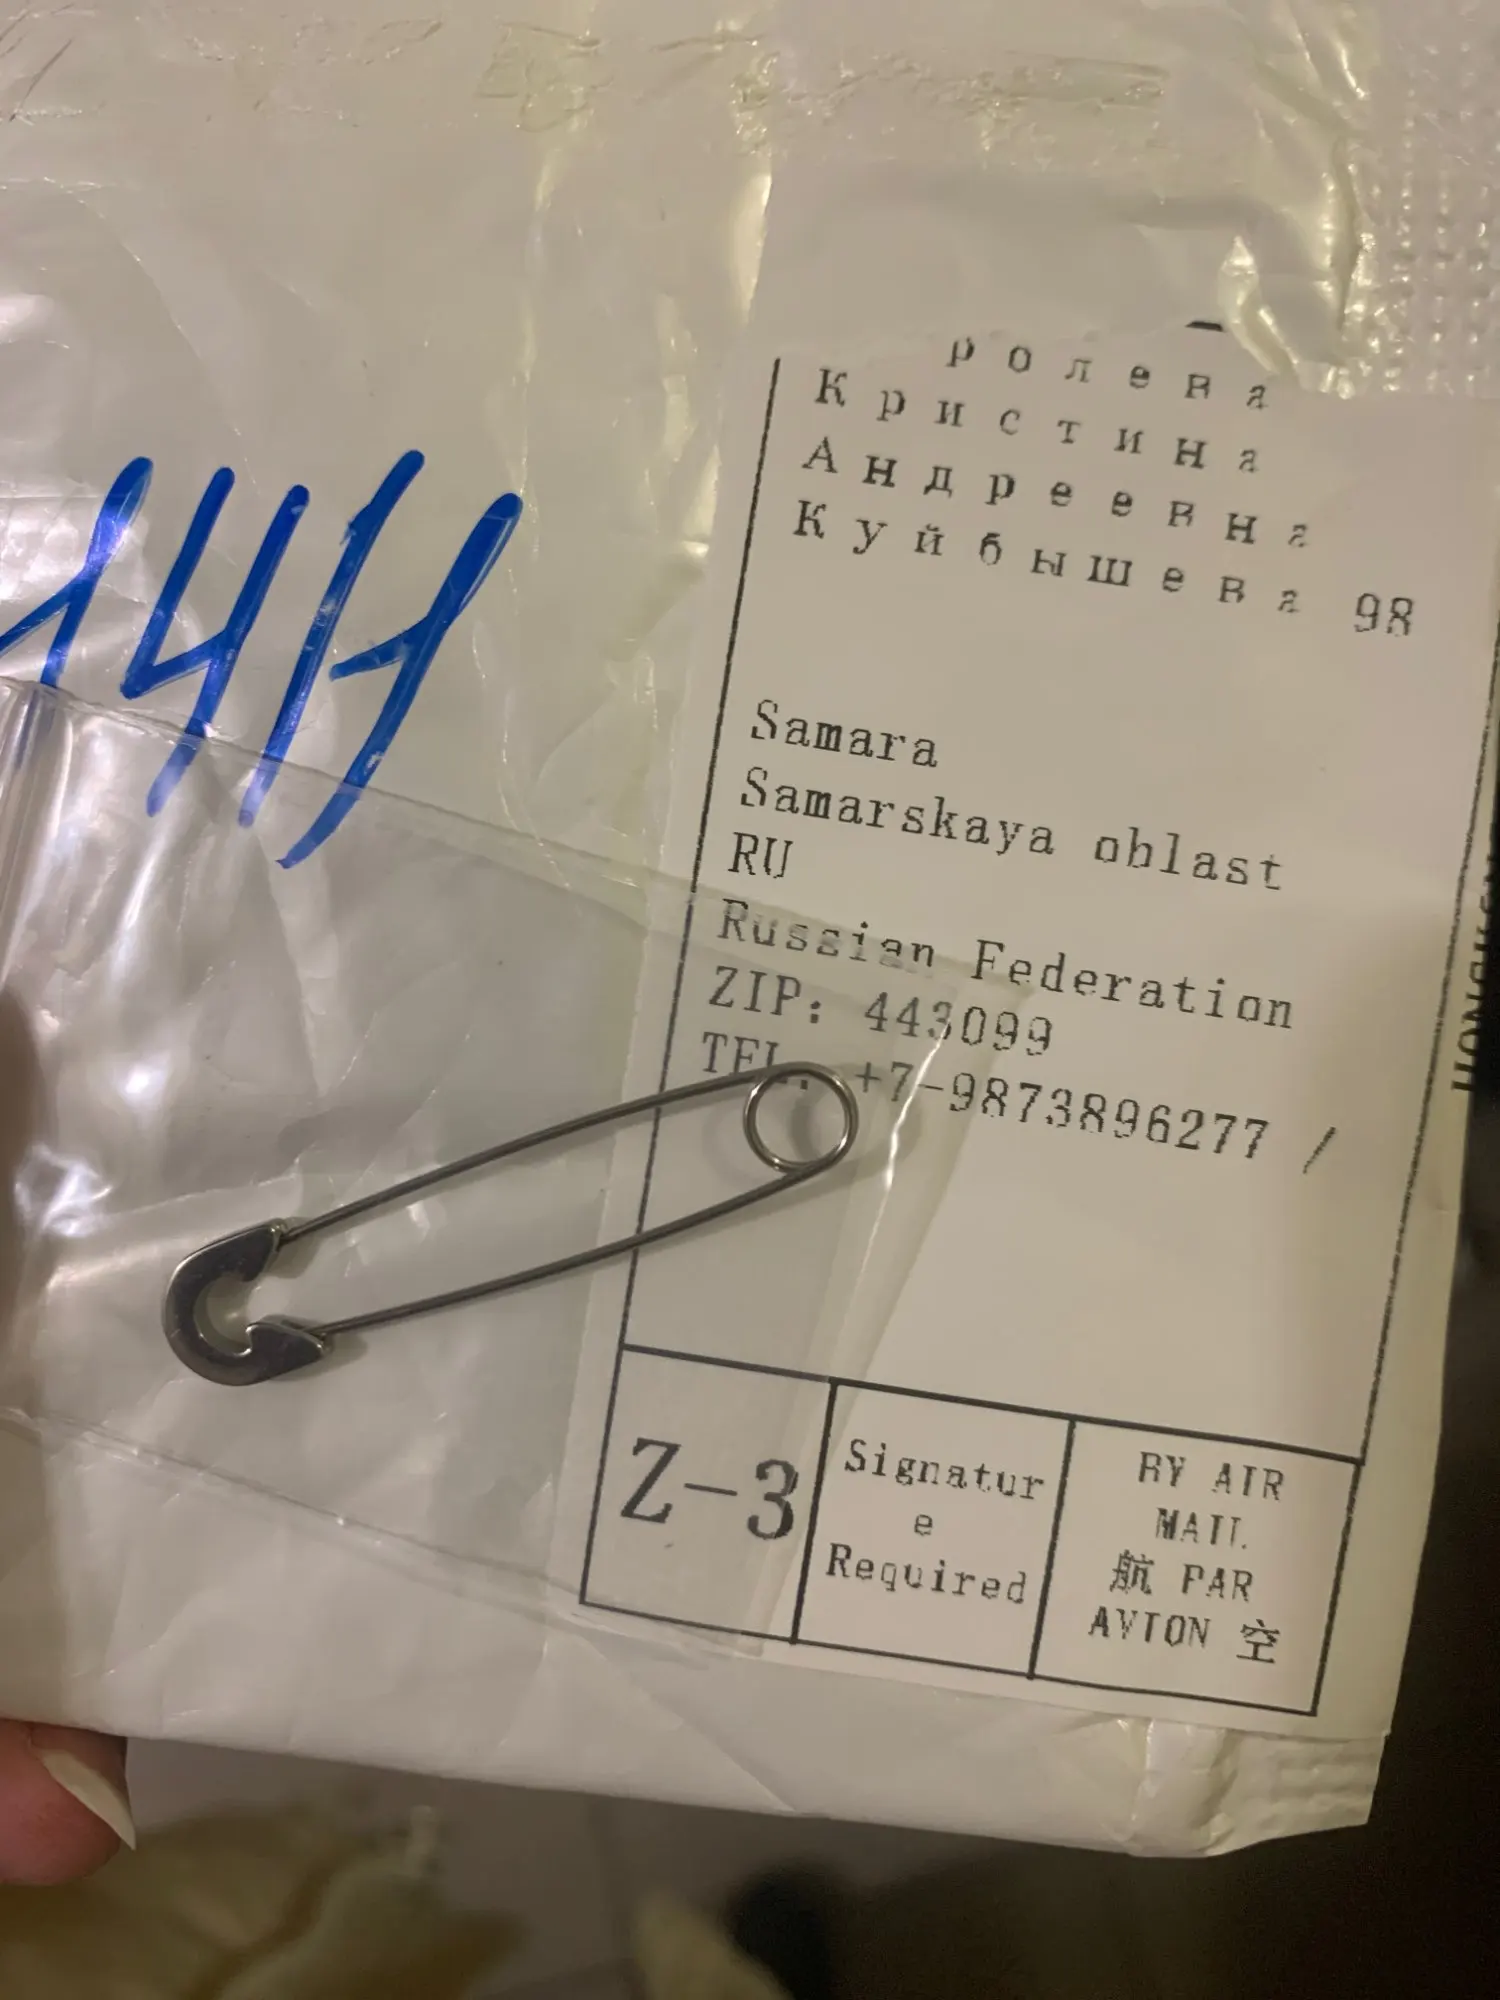 ролева
Кристина
Андреевна
Куйбышева 98
Samara
Samarskaya oblast
RU
Russian Federation
ZIP: 443099
TEL: +7-9873896277 /
Z-3
Signatur
e
Required
BY AIR
MAIL
航 PAR
AVION 空